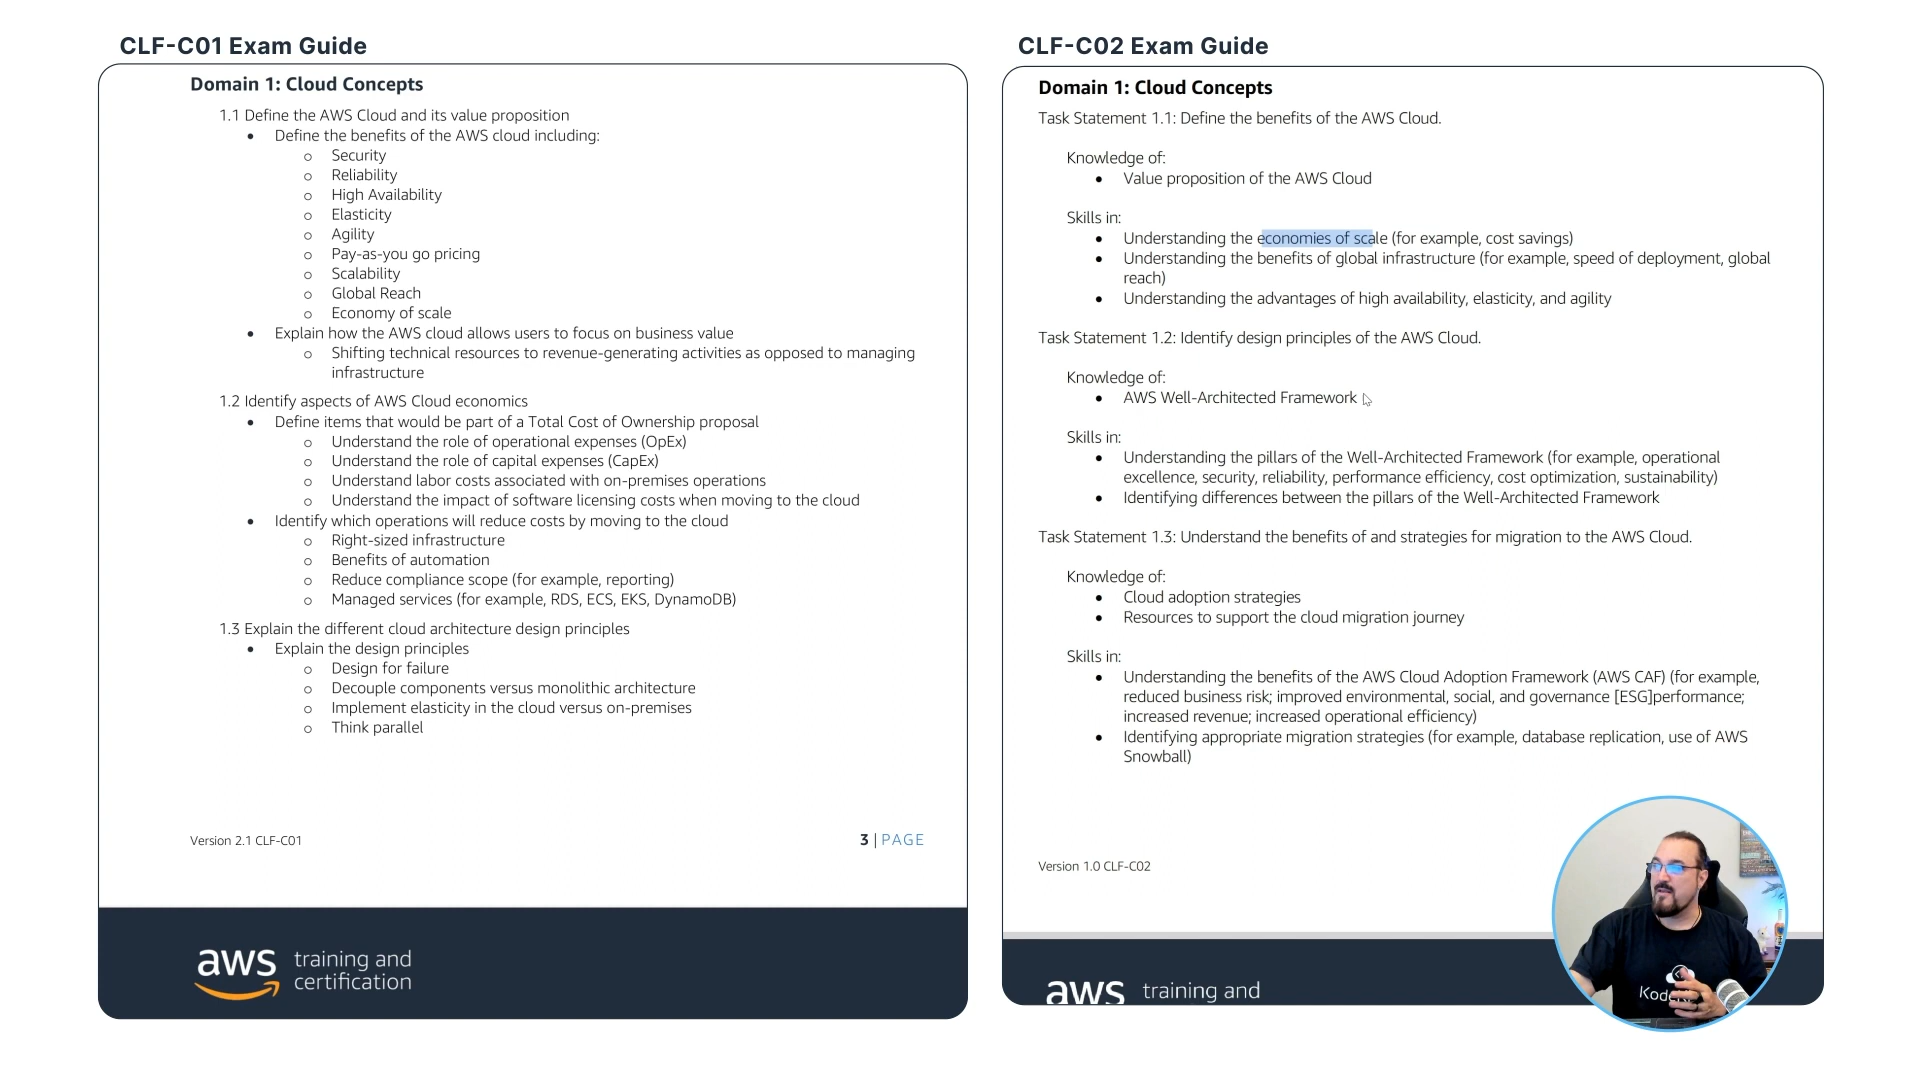 CLF-C01 Exam Guide
Domain 1: Cloud Concepts
1.1 Define the AWS Cloud and its value proposition
• Define the benefits of the AWS cloud including:
o Security
o Reliability
o High Availability
o Elasticity
o Agility
o Pay-as-you go pricing
o Scalability
o Global Reach
o Economy of scale
• Explain how the AWS cloud allows users to focus on business value
o Shifting technical resources to revenue-generating activities as opposed to managing
infrastructure
1.2 Identify aspects of AWS Cloud economics
• Define items that would be part of a Total Cost of Ownership proposal
o Understand the role of operational expenses (OpEx)
o Understand the role of capital expenses (CapEx)
o Understand labor costs associated with on-premises operations
o Understand the impact of software licensing costs when moving to the cloud
• Identify which operations will reduce costs by moving to the cloud
o Right-sized infrastructure
o Benefits of automation
o Reduce compliance scope (for example, reporting)
o Managed services (for example, RDS, ECS, EKS, DynamoDB)
1.3 Explain the different cloud architecture design principles
• Explain the design principles
o Design for failure
o Decouple components versus monolithic architecture
o Implement elasticity in the cloud versus on-premises
o Think parallel
Version 2.1 CLF-C01
3 | PAGE
aws training and
certification
CLF-C02 Exam Guide
Domain 1: Cloud Concepts
Task Statement 1.1: Define the benefits of the AWS Cloud.
Knowledge of:
• Value proposition of the AWS Cloud
Skills in:
• Understanding the economies of scale (for example, cost savings)
• Understanding the benefits of global infrastructure (for example, speed of deployment, global
reach)
• Understanding the advantages of high availability, elasticity, and agility
Task Statement 1.2: Identify design principles of the AWS Cloud.
Knowledge of:
• AWS Well-Architected Framework
Skills in:
• Understanding the pillars of the Well-Architected Framework (for example, operational
excellence, security, reliability, performance efficiency, cost optimization, sustainability)
• Identifying differences between the pillars of the Well-Architected Framework
Task Statement 1.3: Understand the benefits of and strategies for migration to the AWS Cloud.
Knowledge of:
• Cloud adoption strategies
• Resources to support the cloud migration journey
Skills in:
• Understanding the benefits of the AWS Cloud Adoption Framework (AWS CAF) (for example,
reduced business risk; improved environmental, social, and governance [ESG]performance;
increased revenue; increased operational efficiency)
• Identifying appropriate migration strategies (for example, database replication, use of AWS
Snowball)
Version 1.0 CLF-C02
aws training and